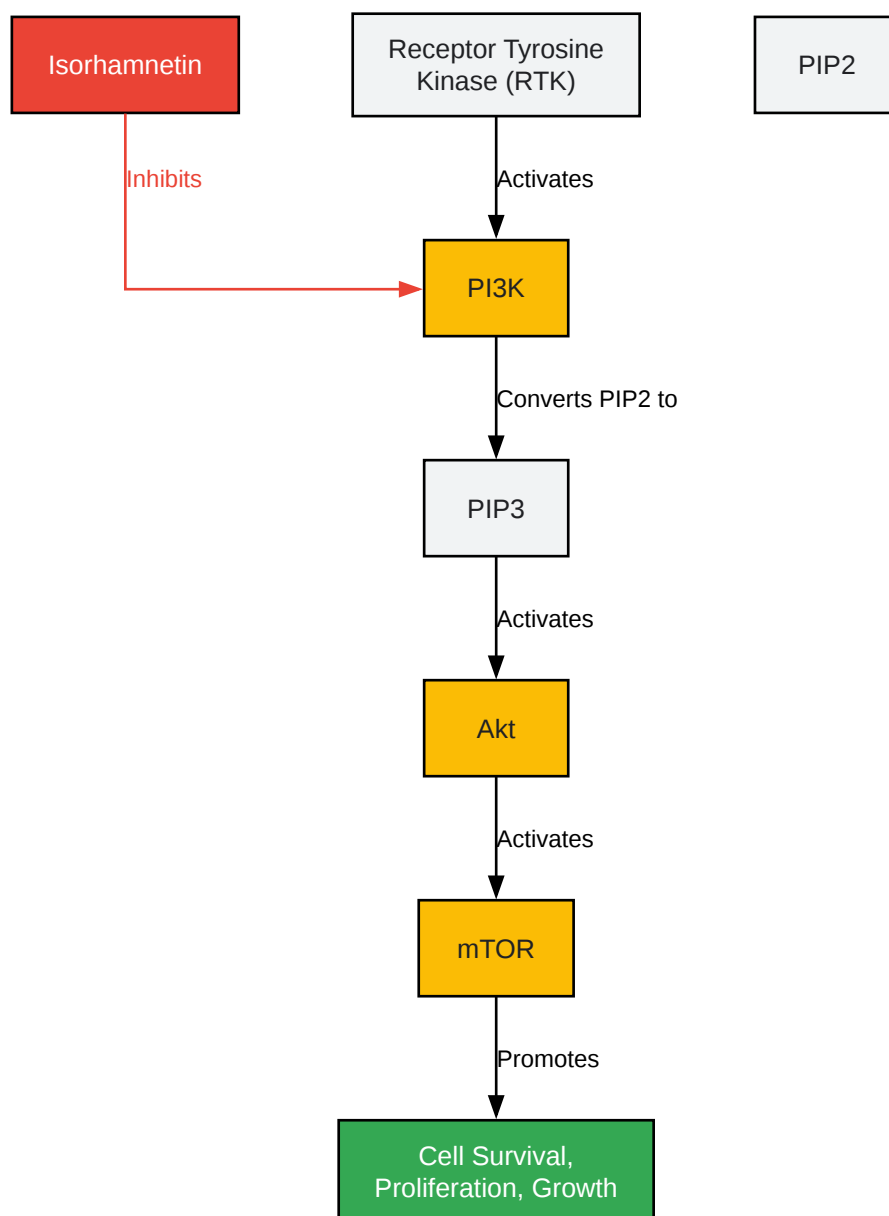 Isorhamnetin
Receptor Tyrosine
Kinase (RTK)
PIP2
Inhibits
Activates
PI3K
Converts PIP2 to
PIP3
Activates
Akt
Activates
mTOR
Promotes
Cell Survival,
Proliferation, Growth